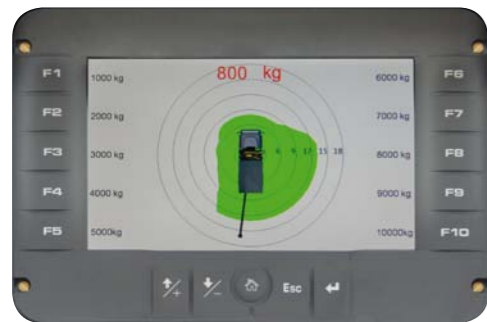 800 kg
F1 1000 kg 6000 kg F6
F2 2000 kg 7000 kg F7
F3 3000 kg 6 9 12 15 18 8000 kg F8
F4 4000 kg 9000 kg F9
F5 5000kg 10000kg F10
+ - Esc